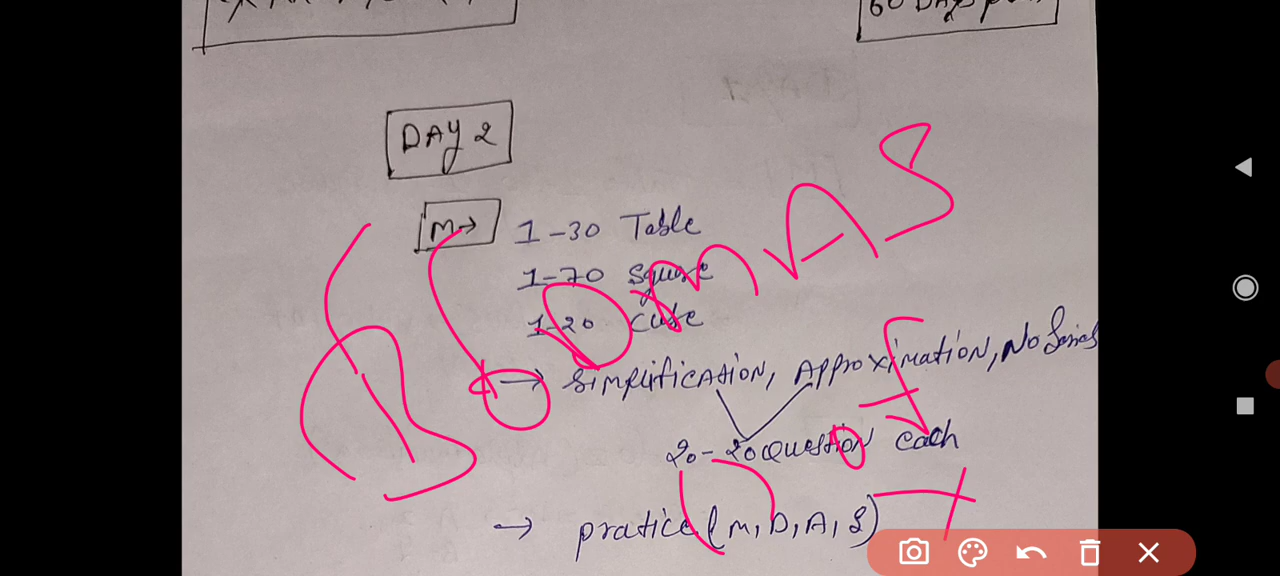 DAY 2
M→ 1-30 Table
1-70 Square
1-20 Cube
→ Simplification, Approximation, No Series
20-20 question each
→ pratice (M, D, A, S)
BODMAS